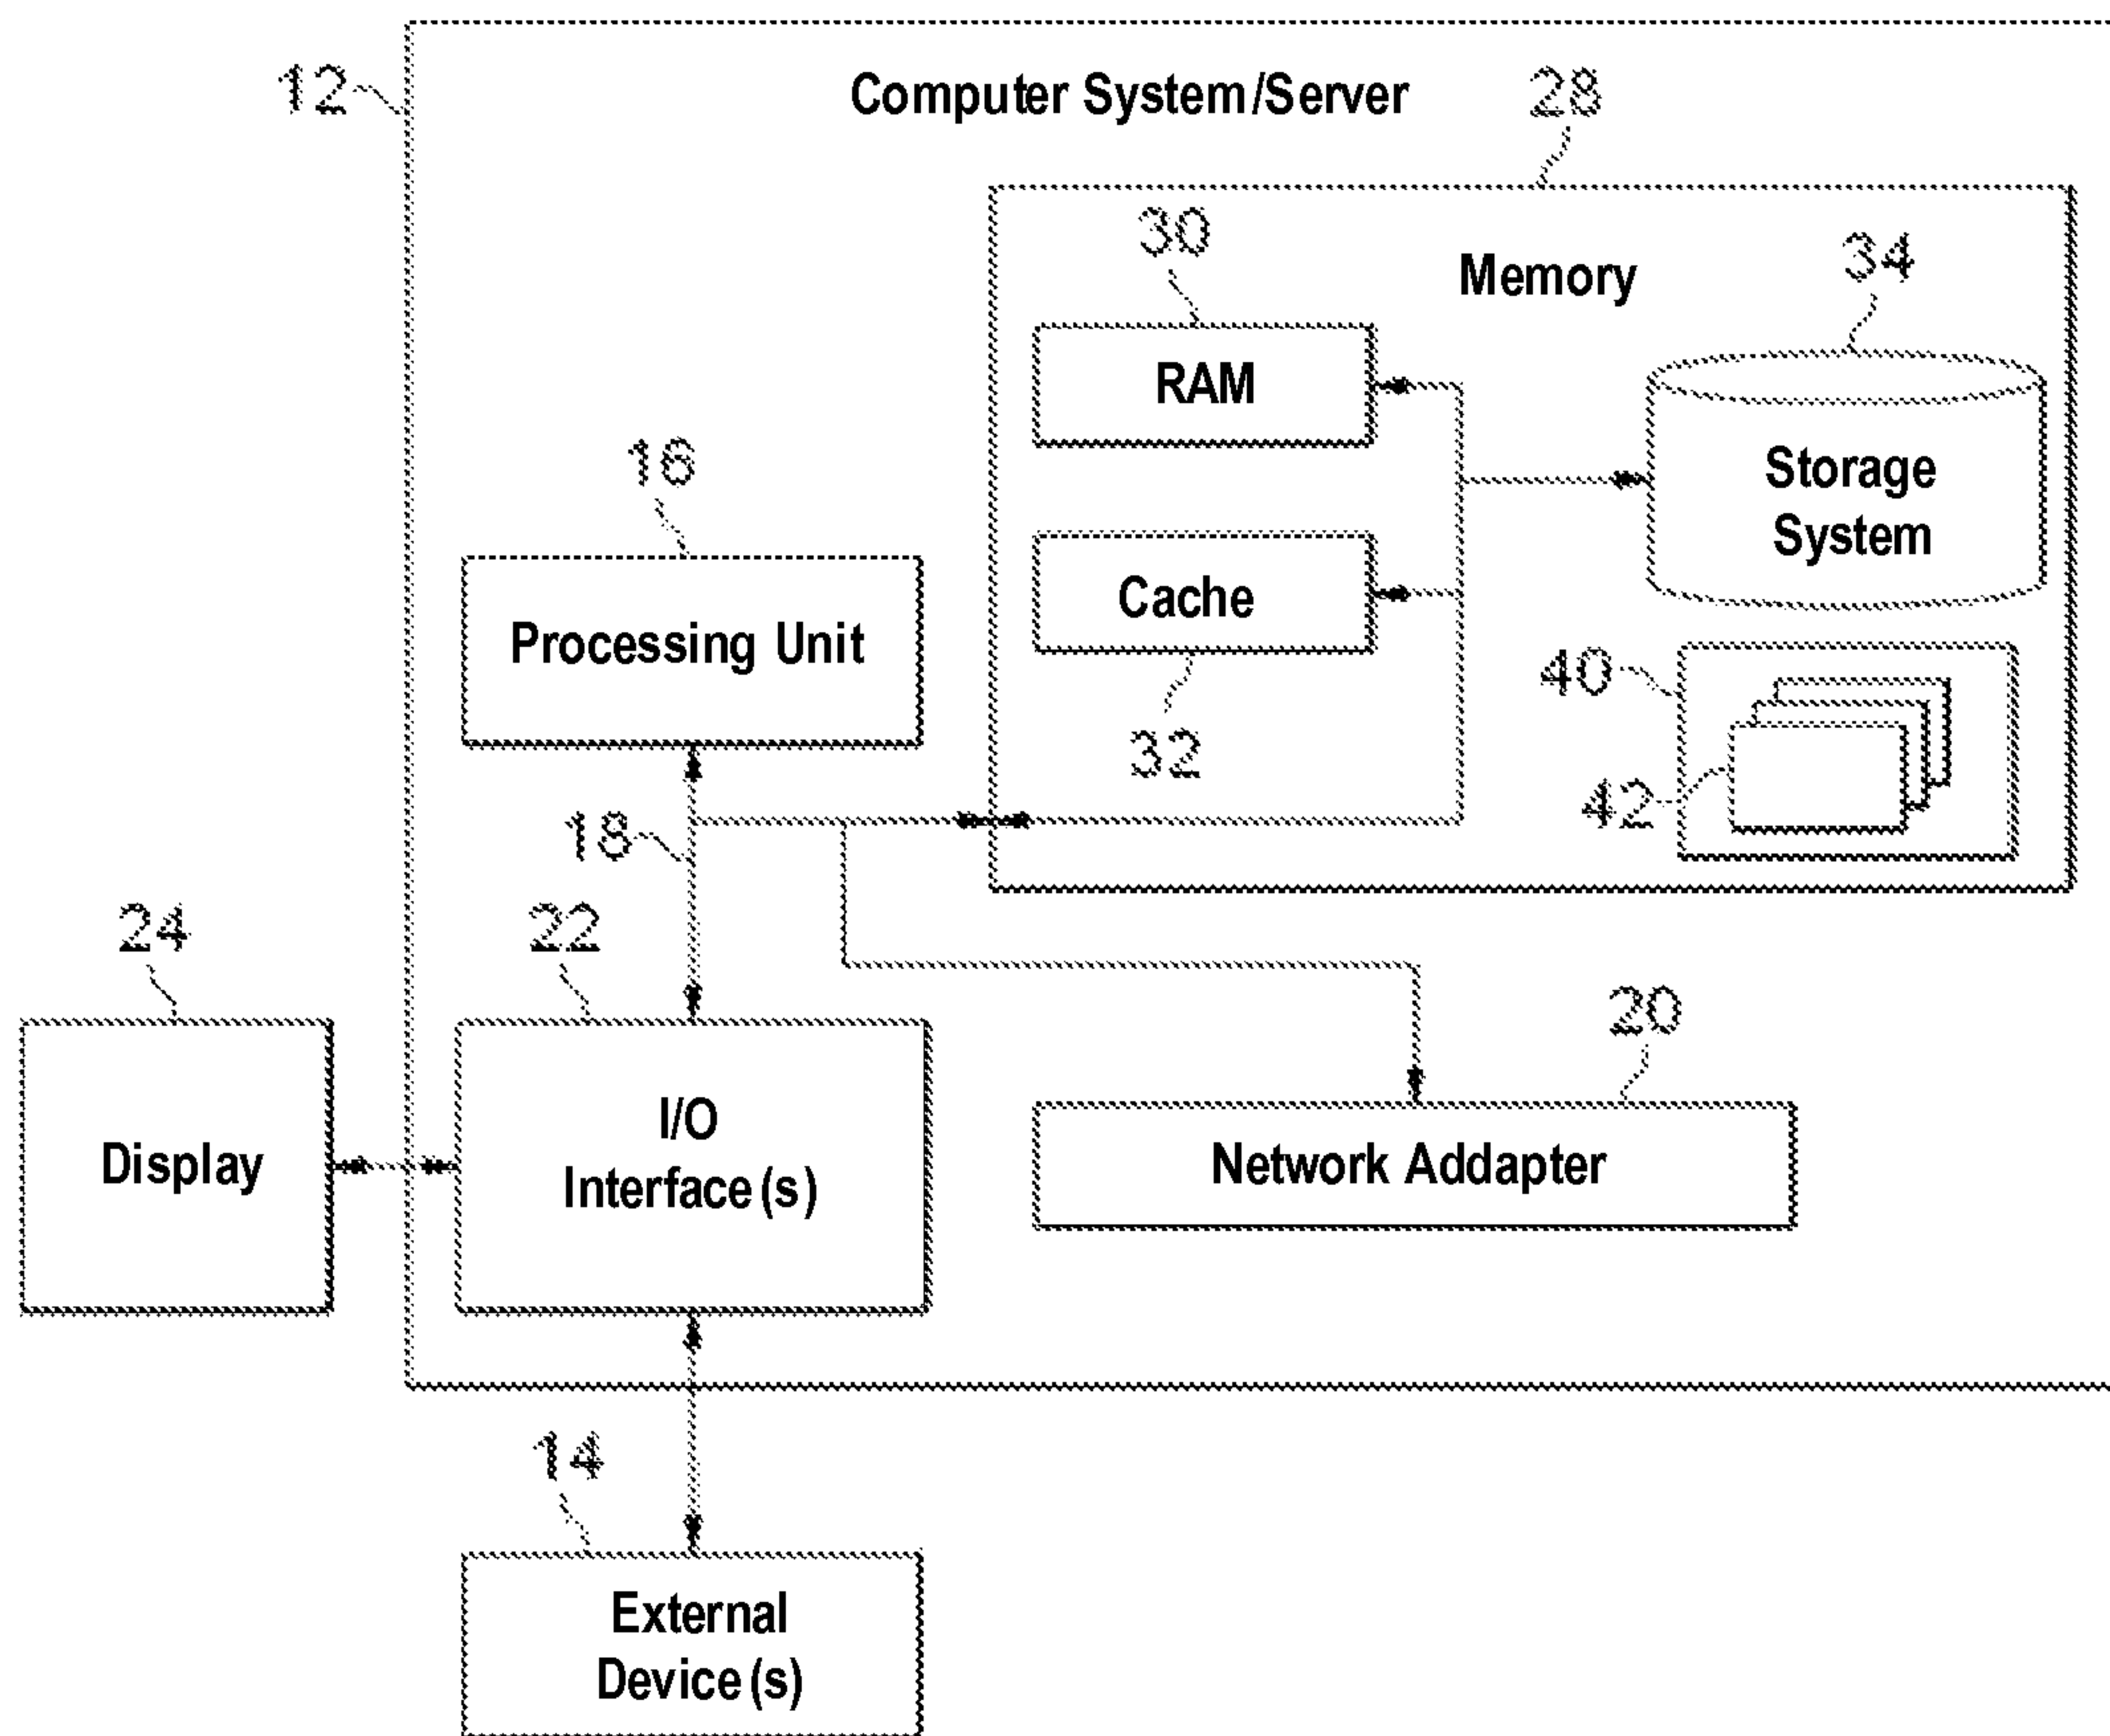 12
Computer System/Server
28
30
Memory
34
RAM
16
Storage
System
Cache
Processing Unit
40
32
42
18
24
22
20
I/O
Interface(s)
Display
Network Addapter
14
External
Device(s)